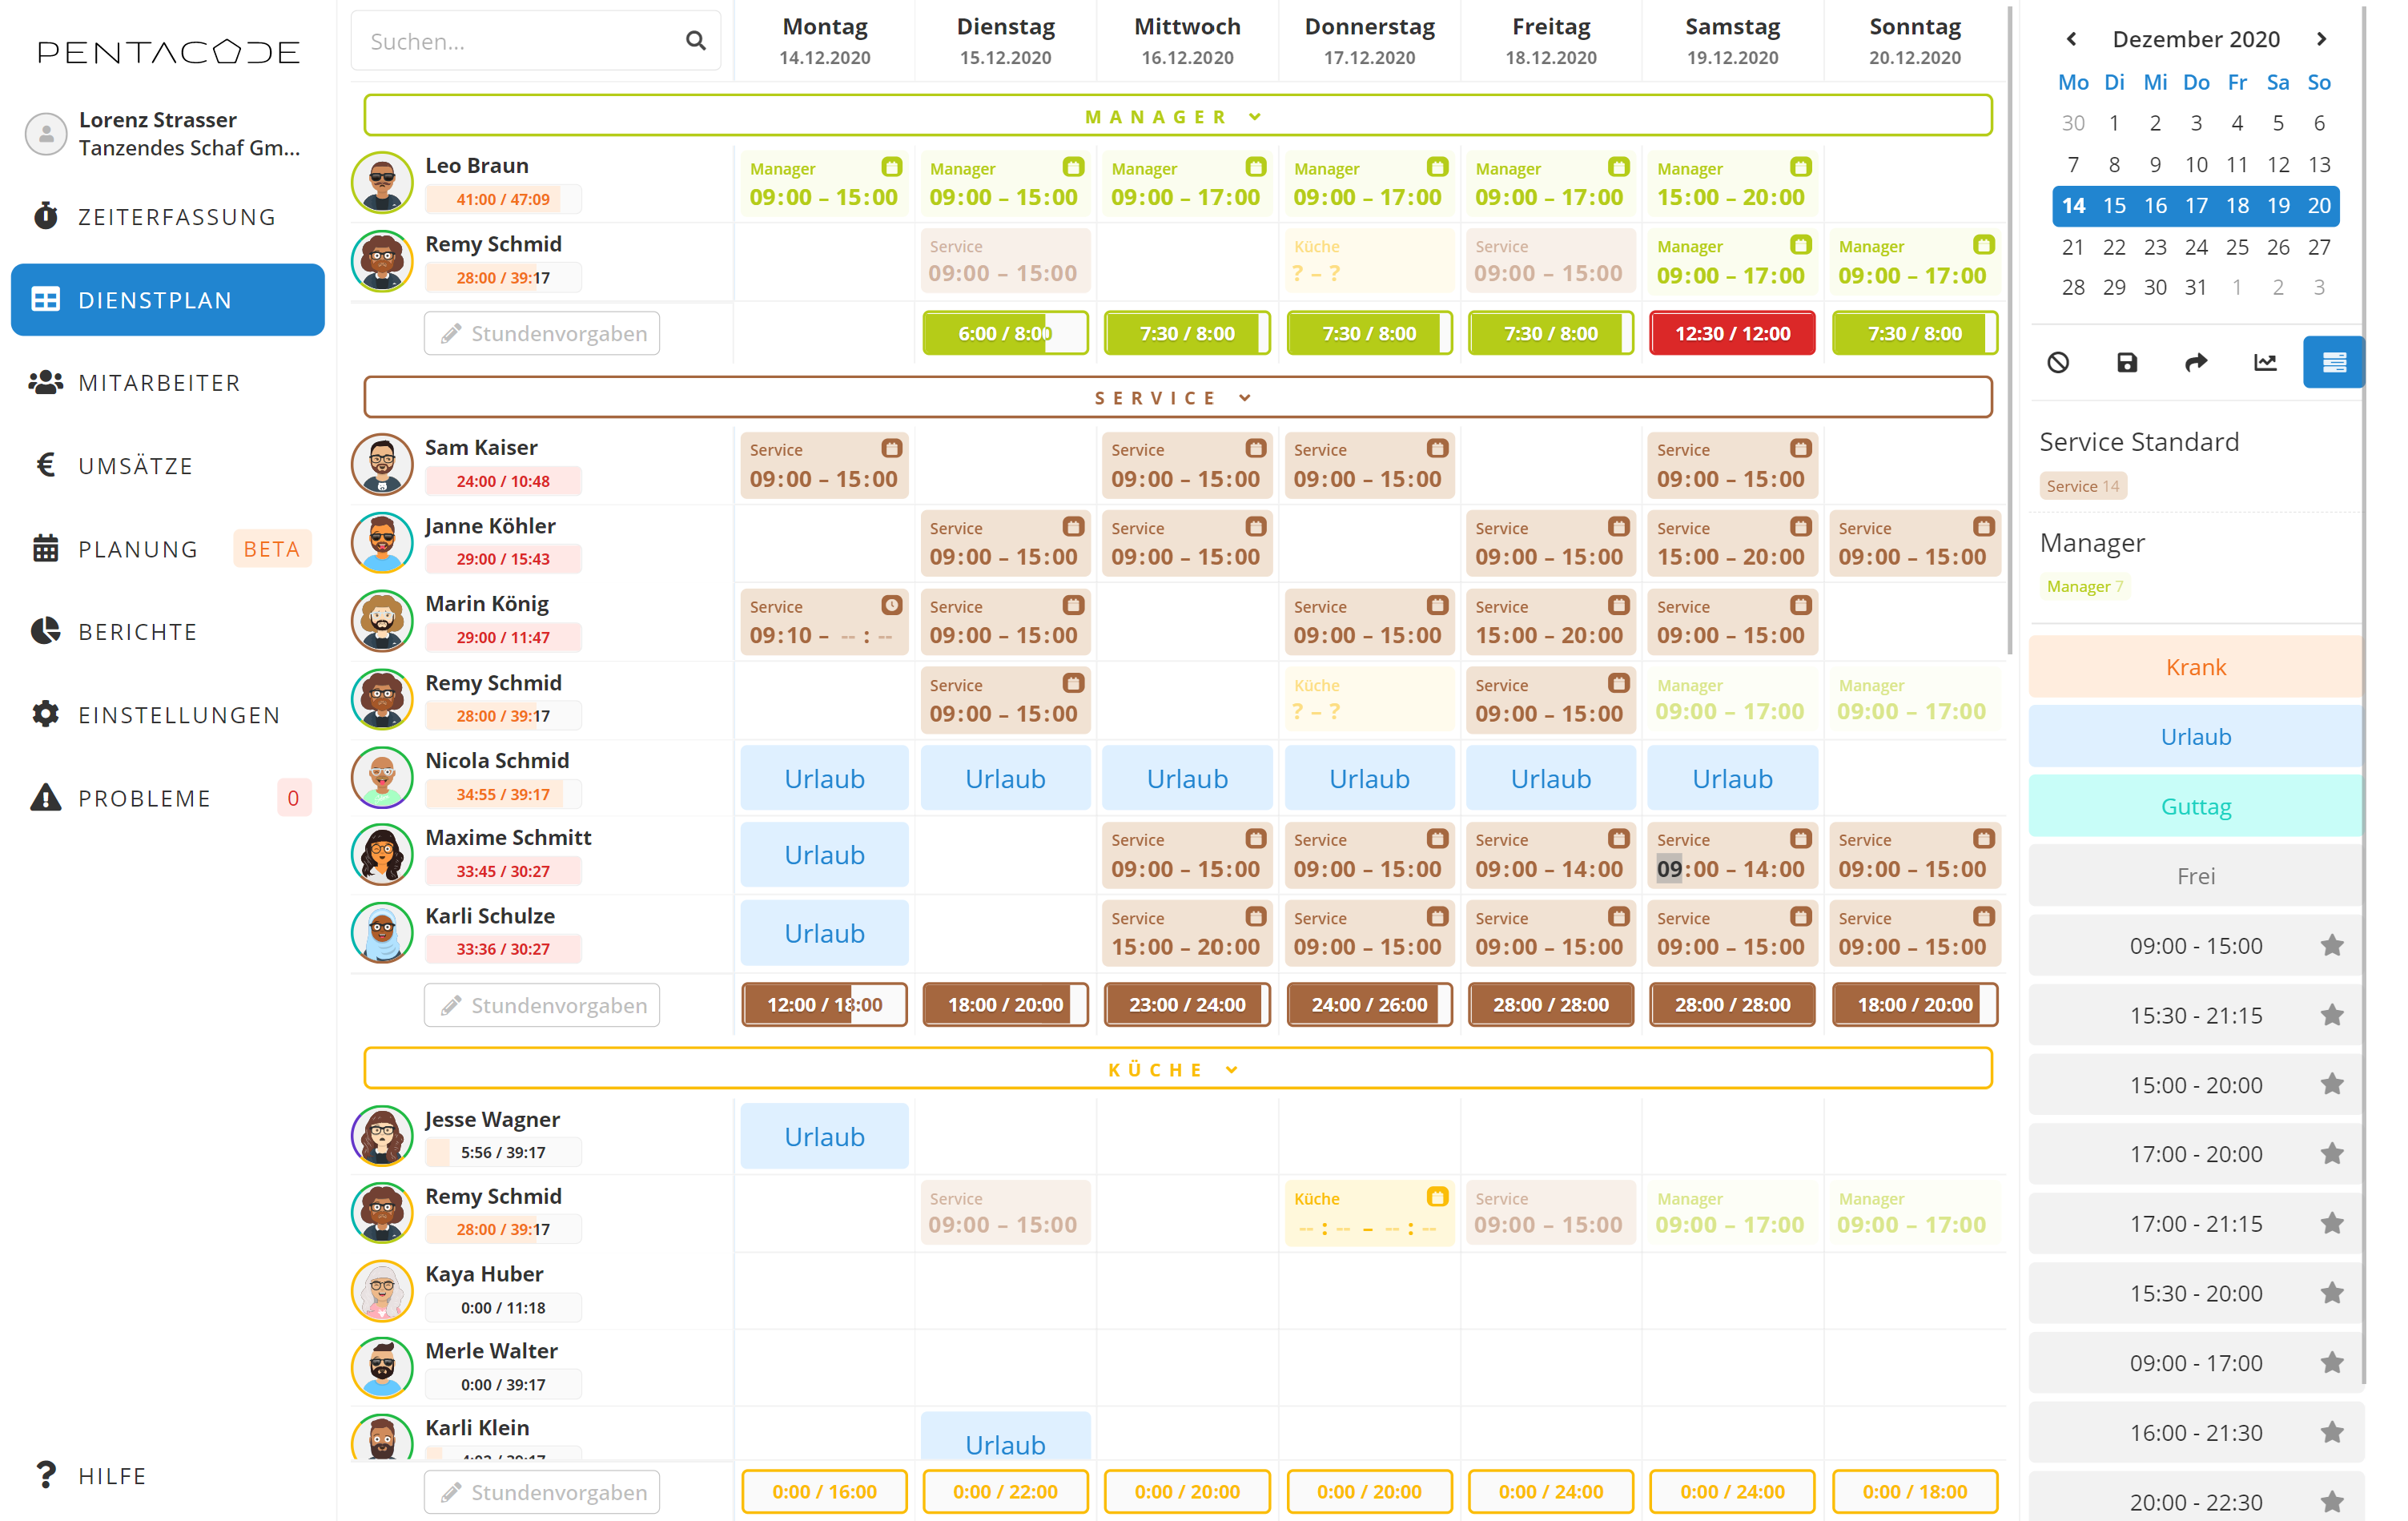 PENTACODE
Lorenz Strasser
Tanzendes Schaf Gm...
ZEITERFASSUNG
DIENSTPLAN
MITARBEITER
UMSÄTZE
PLANUNG BETA
BERICHTE
EINSTELLUNGEN
PROBLEME 0
HILFE
Suchen...
Montag Dienstag Mittwoch Donnerstag Freitag Samstag Sonntag
14.12.2020 15.12.2020 16.12.2020 17.12.2020 18.12.2020 19.12.2020 20.12.2020
MANAGER
Leo Braun
41:00 / 47:09
Manager Manager Manager Manager Manager Manager
09:00 – 15:00 09:00 – 15:00 09:00 – 17:00 09:00 – 17:00 09:00 – 17:00 15:00 – 20:00
Remy Schmid
28:00 / 39:17
Service Küche Service Manager Manager
09:00 – 15:00 ? – ? 09:00 – 15:00 09:00 – 17:00 09:00 – 17:00
Stundenvorgaben 6:00 / 8:00 7:30 / 8:00 7:30 / 8:00 7:30 / 8:00 12:30 / 12:00 7:30 / 8:00
SERVICE
Sam Kaiser
24:00 / 10:48
Service Service Service Service
09:00 – 15:00 09:00 – 15:00 09:00 – 15:00 09:00 – 15:00
Janne Köhler
29:00 / 15:43
Service Service Service Service Service
09:00 – 15:00 09:00 – 15:00 09:00 – 15:00 15:00 – 20:00 09:00 – 15:00
Marin König
29:00 / 11:47
Service Service Service Service Service
09:10 – -- : -- 09:00 – 15:00 09:00 – 15:00 15:00 – 20:00 09:00 – 15:00
Remy Schmid
28:00 / 39:17
Service Küche Service Manager Manager
09:00 – 15:00 ? – ? 09:00 – 15:00 09:00 – 17:00 09:00 – 17:00
Nicola Schmid
34:55 / 39:17
Urlaub Urlaub Urlaub Urlaub Urlaub Urlaub
Maxime Schmitt
33:45 / 30:27
Urlaub
Service Service Service Service Service
09:00 – 15:00 09:00 – 15:00 09:00 – 14:00 09:00 – 14:00 09:00 – 15:00
Karli Schulze
33:36 / 30:27
Urlaub
Service Service Service Service Service
15:00 – 20:00 09:00 – 15:00 09:00 – 15:00 09:00 – 15:00 09:00 – 15:00
Stundenvorgaben 12:00 / 18:00 18:00 / 20:00 23:00 / 24:00 24:00 / 26:00 28:00 / 28:00 28:00 / 28:00 18:00 / 20:00
KÜCHE
Jesse Wagner
5:56 / 39:17
Urlaub
Remy Schmid
28:00 / 39:17
Service Küche Service Manager Manager
09:00 – 15:00 -- : -- – -- : -- 09:00 – 15:00 09:00 – 17:00 09:00 – 17:00
Kaya Huber
0:00 / 11:18
Merle Walter
0:00 / 39:17
Karli Klein
Urlaub
Stundenvorgaben 0:00 / 16:00 0:00 / 22:00 0:00 / 20:00 0:00 / 20:00 0:00 / 24:00 0:00 / 24:00 0:00 / 18:00
Dezember 2020
Mo Di Mi Do Fr Sa So
30 1 2 3 4 5 6
7 8 9 10 11 12 13
14 15 16 17 18 19 20
21 22 23 24 25 26 27
28 29 30 31 1 2 3
Service Standard
Service 14
Manager
Manager 7
Krank
Urlaub
Guttag
Frei
09:00 - 15:00
15:30 - 21:15
15:00 - 20:00
17:00 - 20:00
17:00 - 21:15
15:30 - 20:00
09:00 - 17:00
16:00 - 21:30
20:00 - 22:30